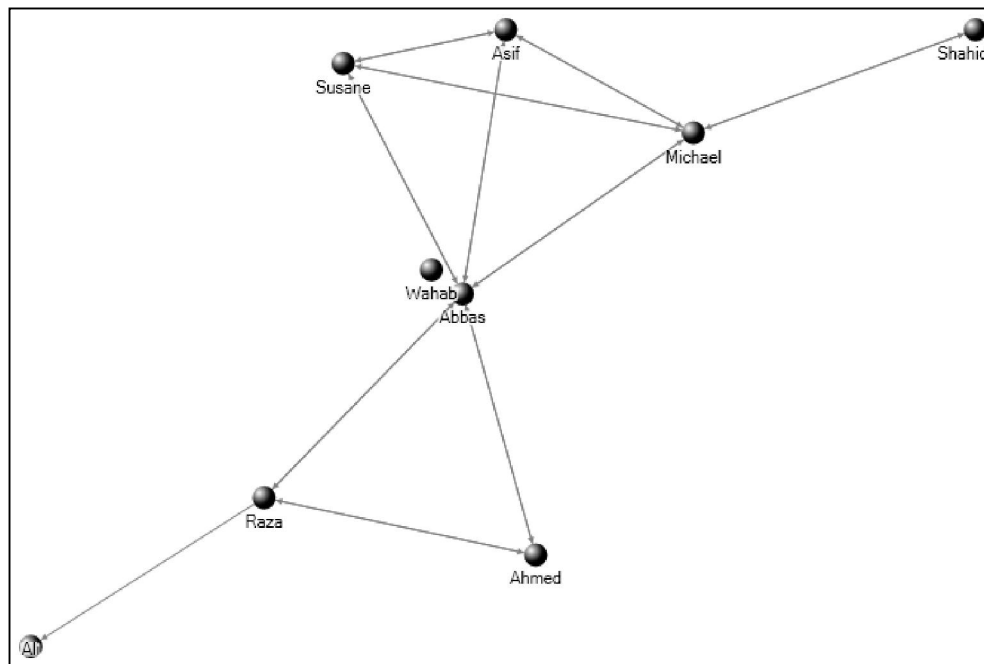 Asif
Shahid
Susane
Michael
Wahab
Abbas
Raza
Ahmed
Ali